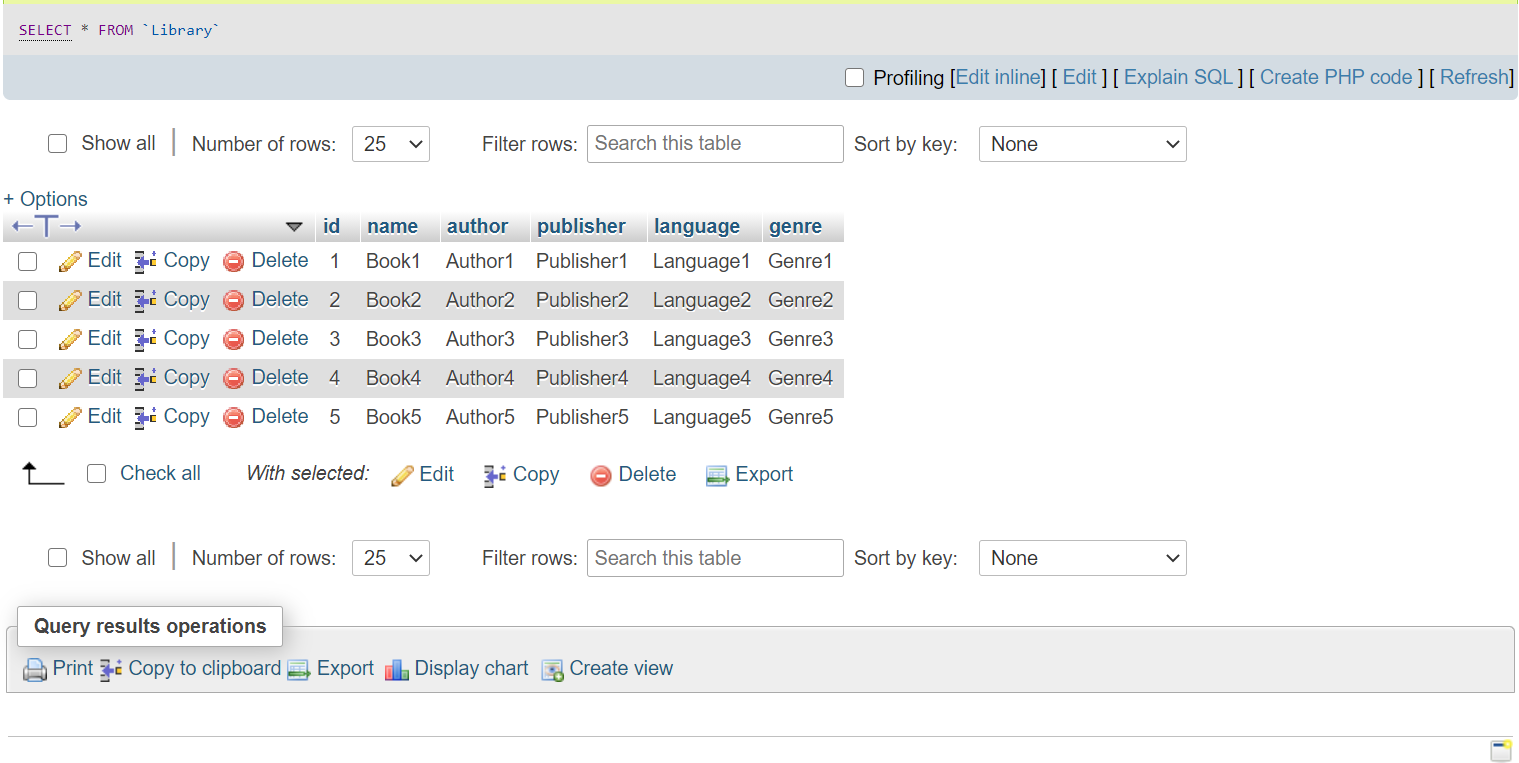 SELECT * FROM `Library`
Profiling [Edit inline] [ Edit ] [ Explain SQL ] [ Create PHP code ] [ Refresh]
Show all | Number of rows: 25 Filter rows: Search this table Sort by key: None
+ Options
←T→ id name author publisher language genre
Edit Copy Delete 1 Book1 Author1 Publisher1 Language1 Genre1
Edit Copy Delete 2 Book2 Author2 Publisher2 Language2 Genre2
Edit Copy Delete 3 Book3 Author3 Publisher3 Language3 Genre3
Edit Copy Delete 4 Book4 Author4 Publisher4 Language4 Genre4
Edit Copy Delete 5 Book5 Author5 Publisher5 Language5 Genre5
Check all With selected: Edit Copy Delete Export
Show all | Number of rows: 25 Filter rows: Search this table Sort by key: None
Query results operations
Print Copy to clipboard Export Display chart Create view